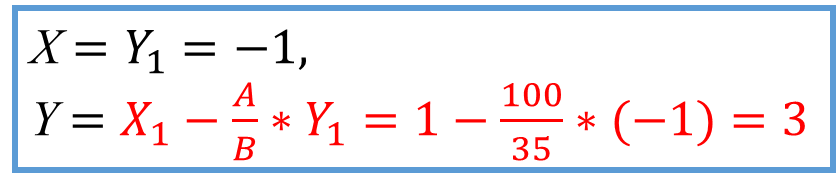 X = Y₁ = −1,
Y = X₁ − A/B * Y₁ = 1 − 100/35 * (−1) = 3